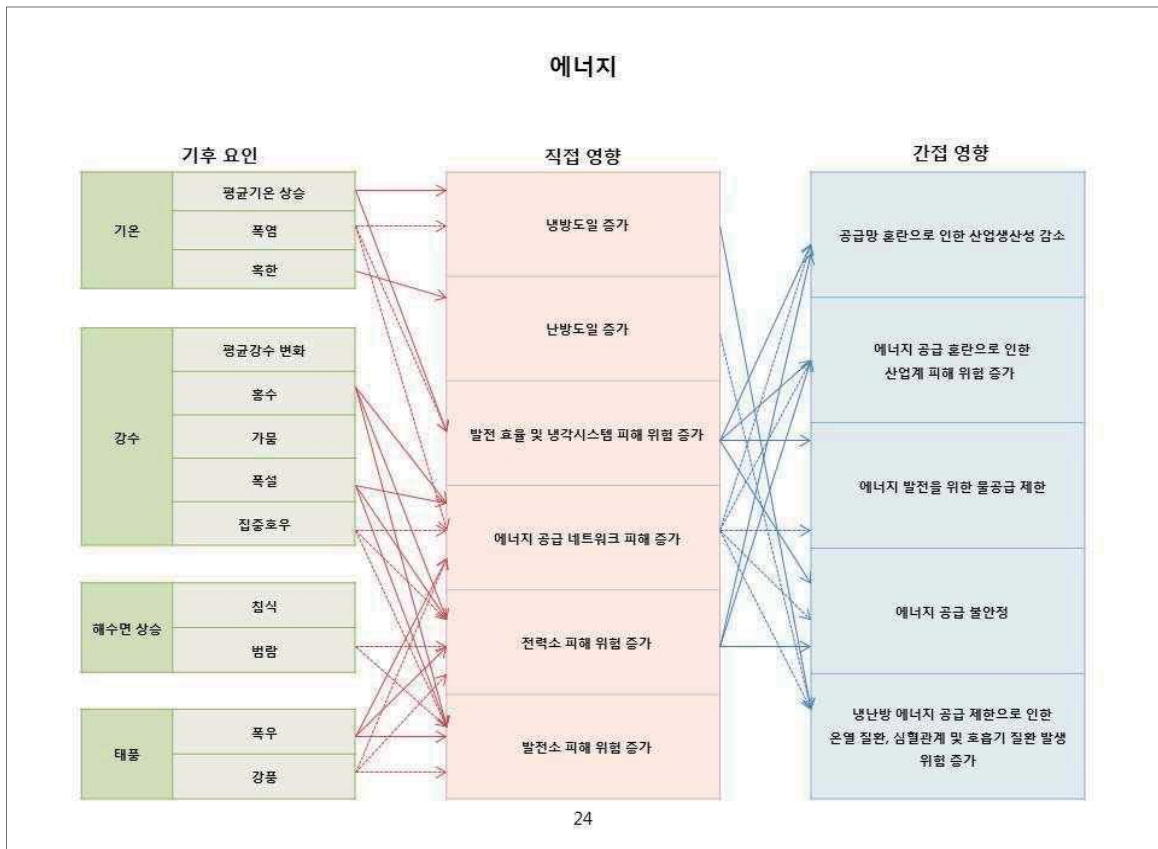 에너지
기후 요인
기온
평균기온 상승
폭염
혹한
강수
평균강수 변화
홍수
가뭄
폭설
집중호우
해수면 상승
침식
범람
태풍
폭우
강풍
직접 영향
냉방도일 증가
난방도일 증가
발전 효율 및 냉각시스템 피해 위험 증가
에너지 공급 네트워크 피해 증가
전력소 피해 위험 증가
발전소 피해 위험 증가
간접 영향
공급망 혼란으로 인한 산업생산성 감소
에너지 공급 혼란으로 인한
산업계 피해 위험 증가
에너지 발전을 위한 물공급 제한
에너지 공급 불안정
냉난방 에너지 공급 제한으로 인한
온열 질환, 심혈관계 및 호흡기 질환 발생
위험 증가
24